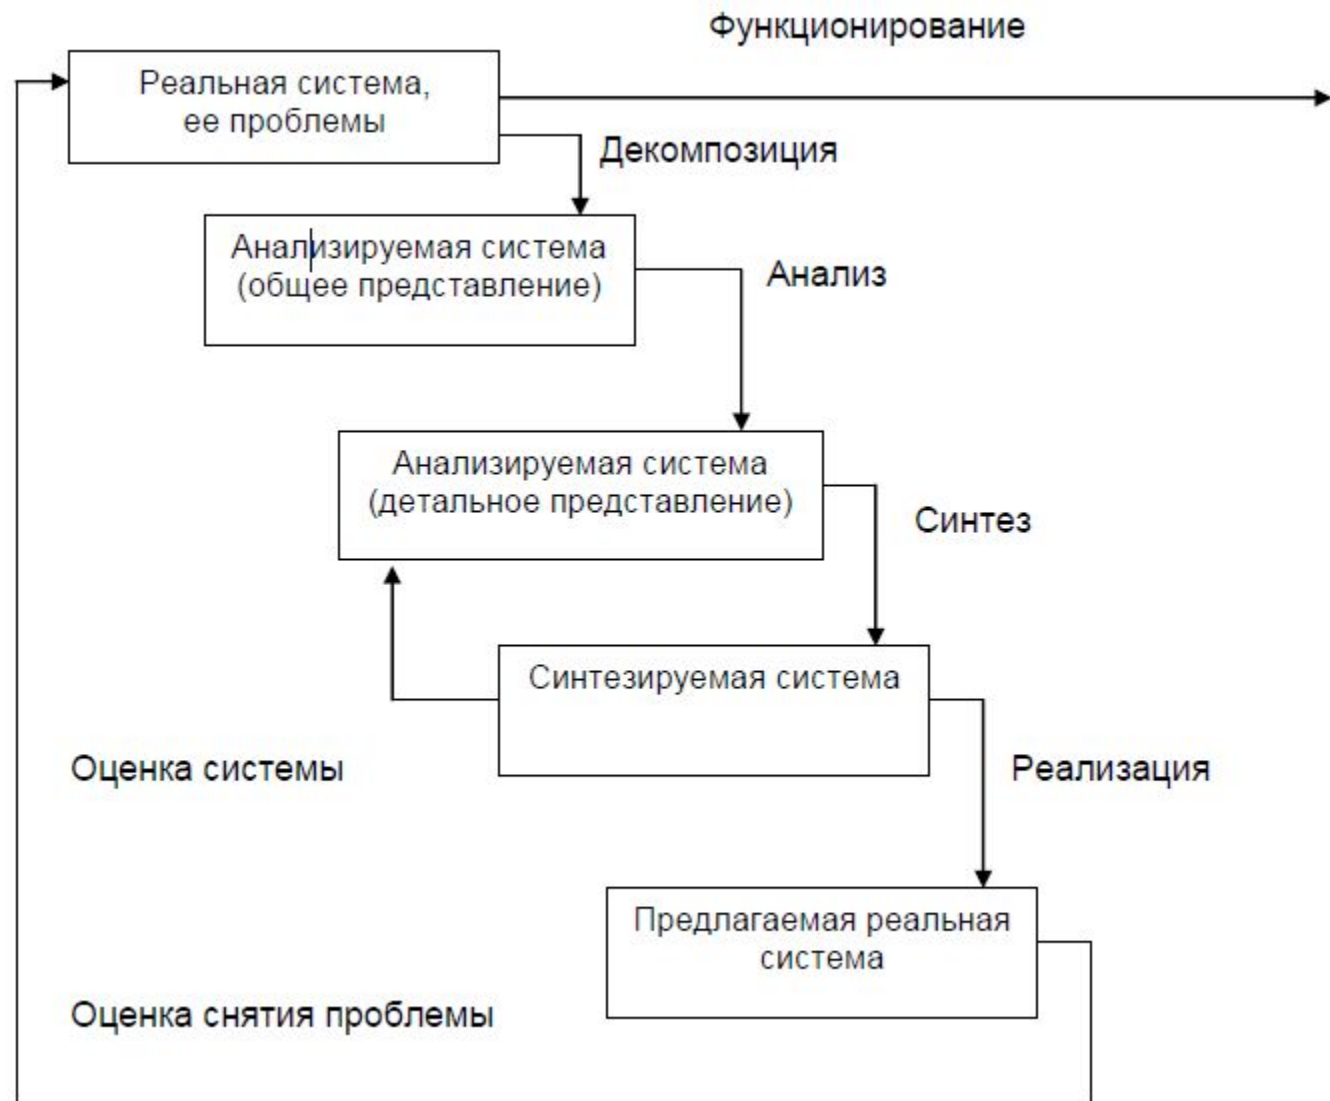 Функционирование
Реальная система,
ее проблемы
Декомпозиция
Анализируемая система
(общее представление)
Анализ
Анализируемая система
(детальное представление)
Синтез
Синтезируемая система
Оценка системы
Реализация
Предлагаемая реальная
система
Оценка снятия проблемы